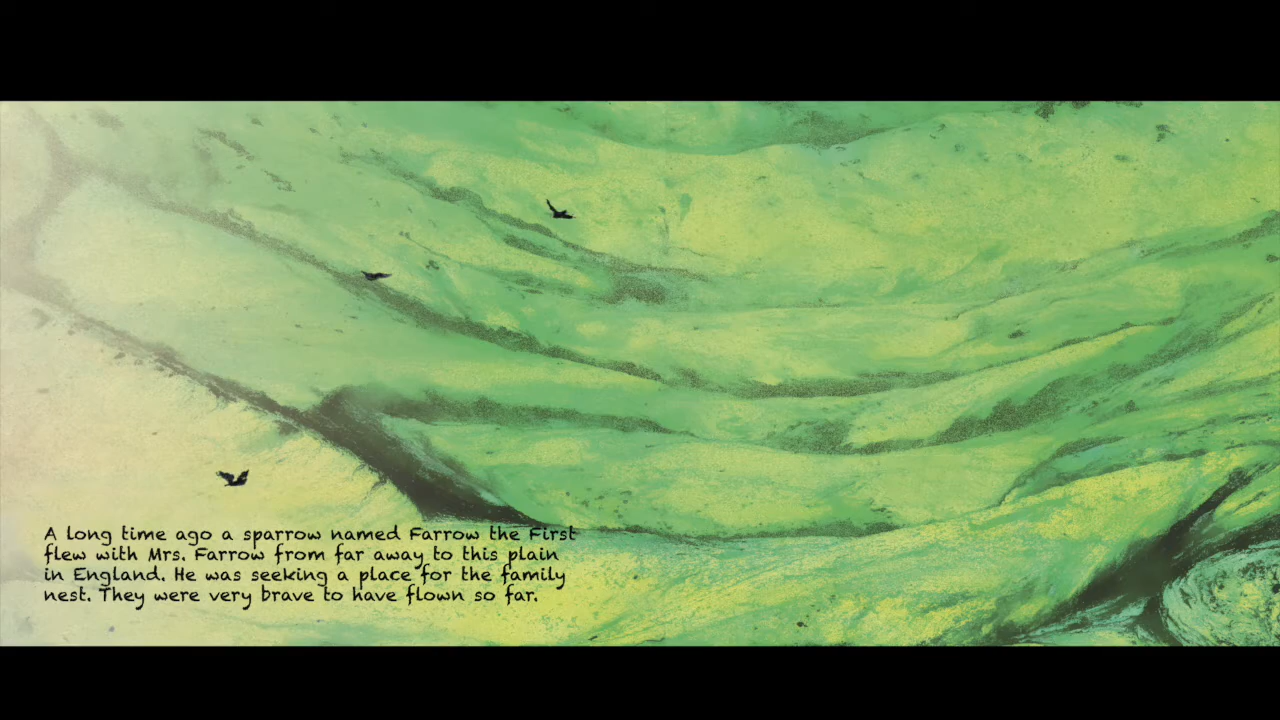 A long time ago a sparrow named Farrow the First
flew with Mrs. Farrow from far away to this plain
in England. He was seeking a place for the family
nest. They were very brave to have flown so far.